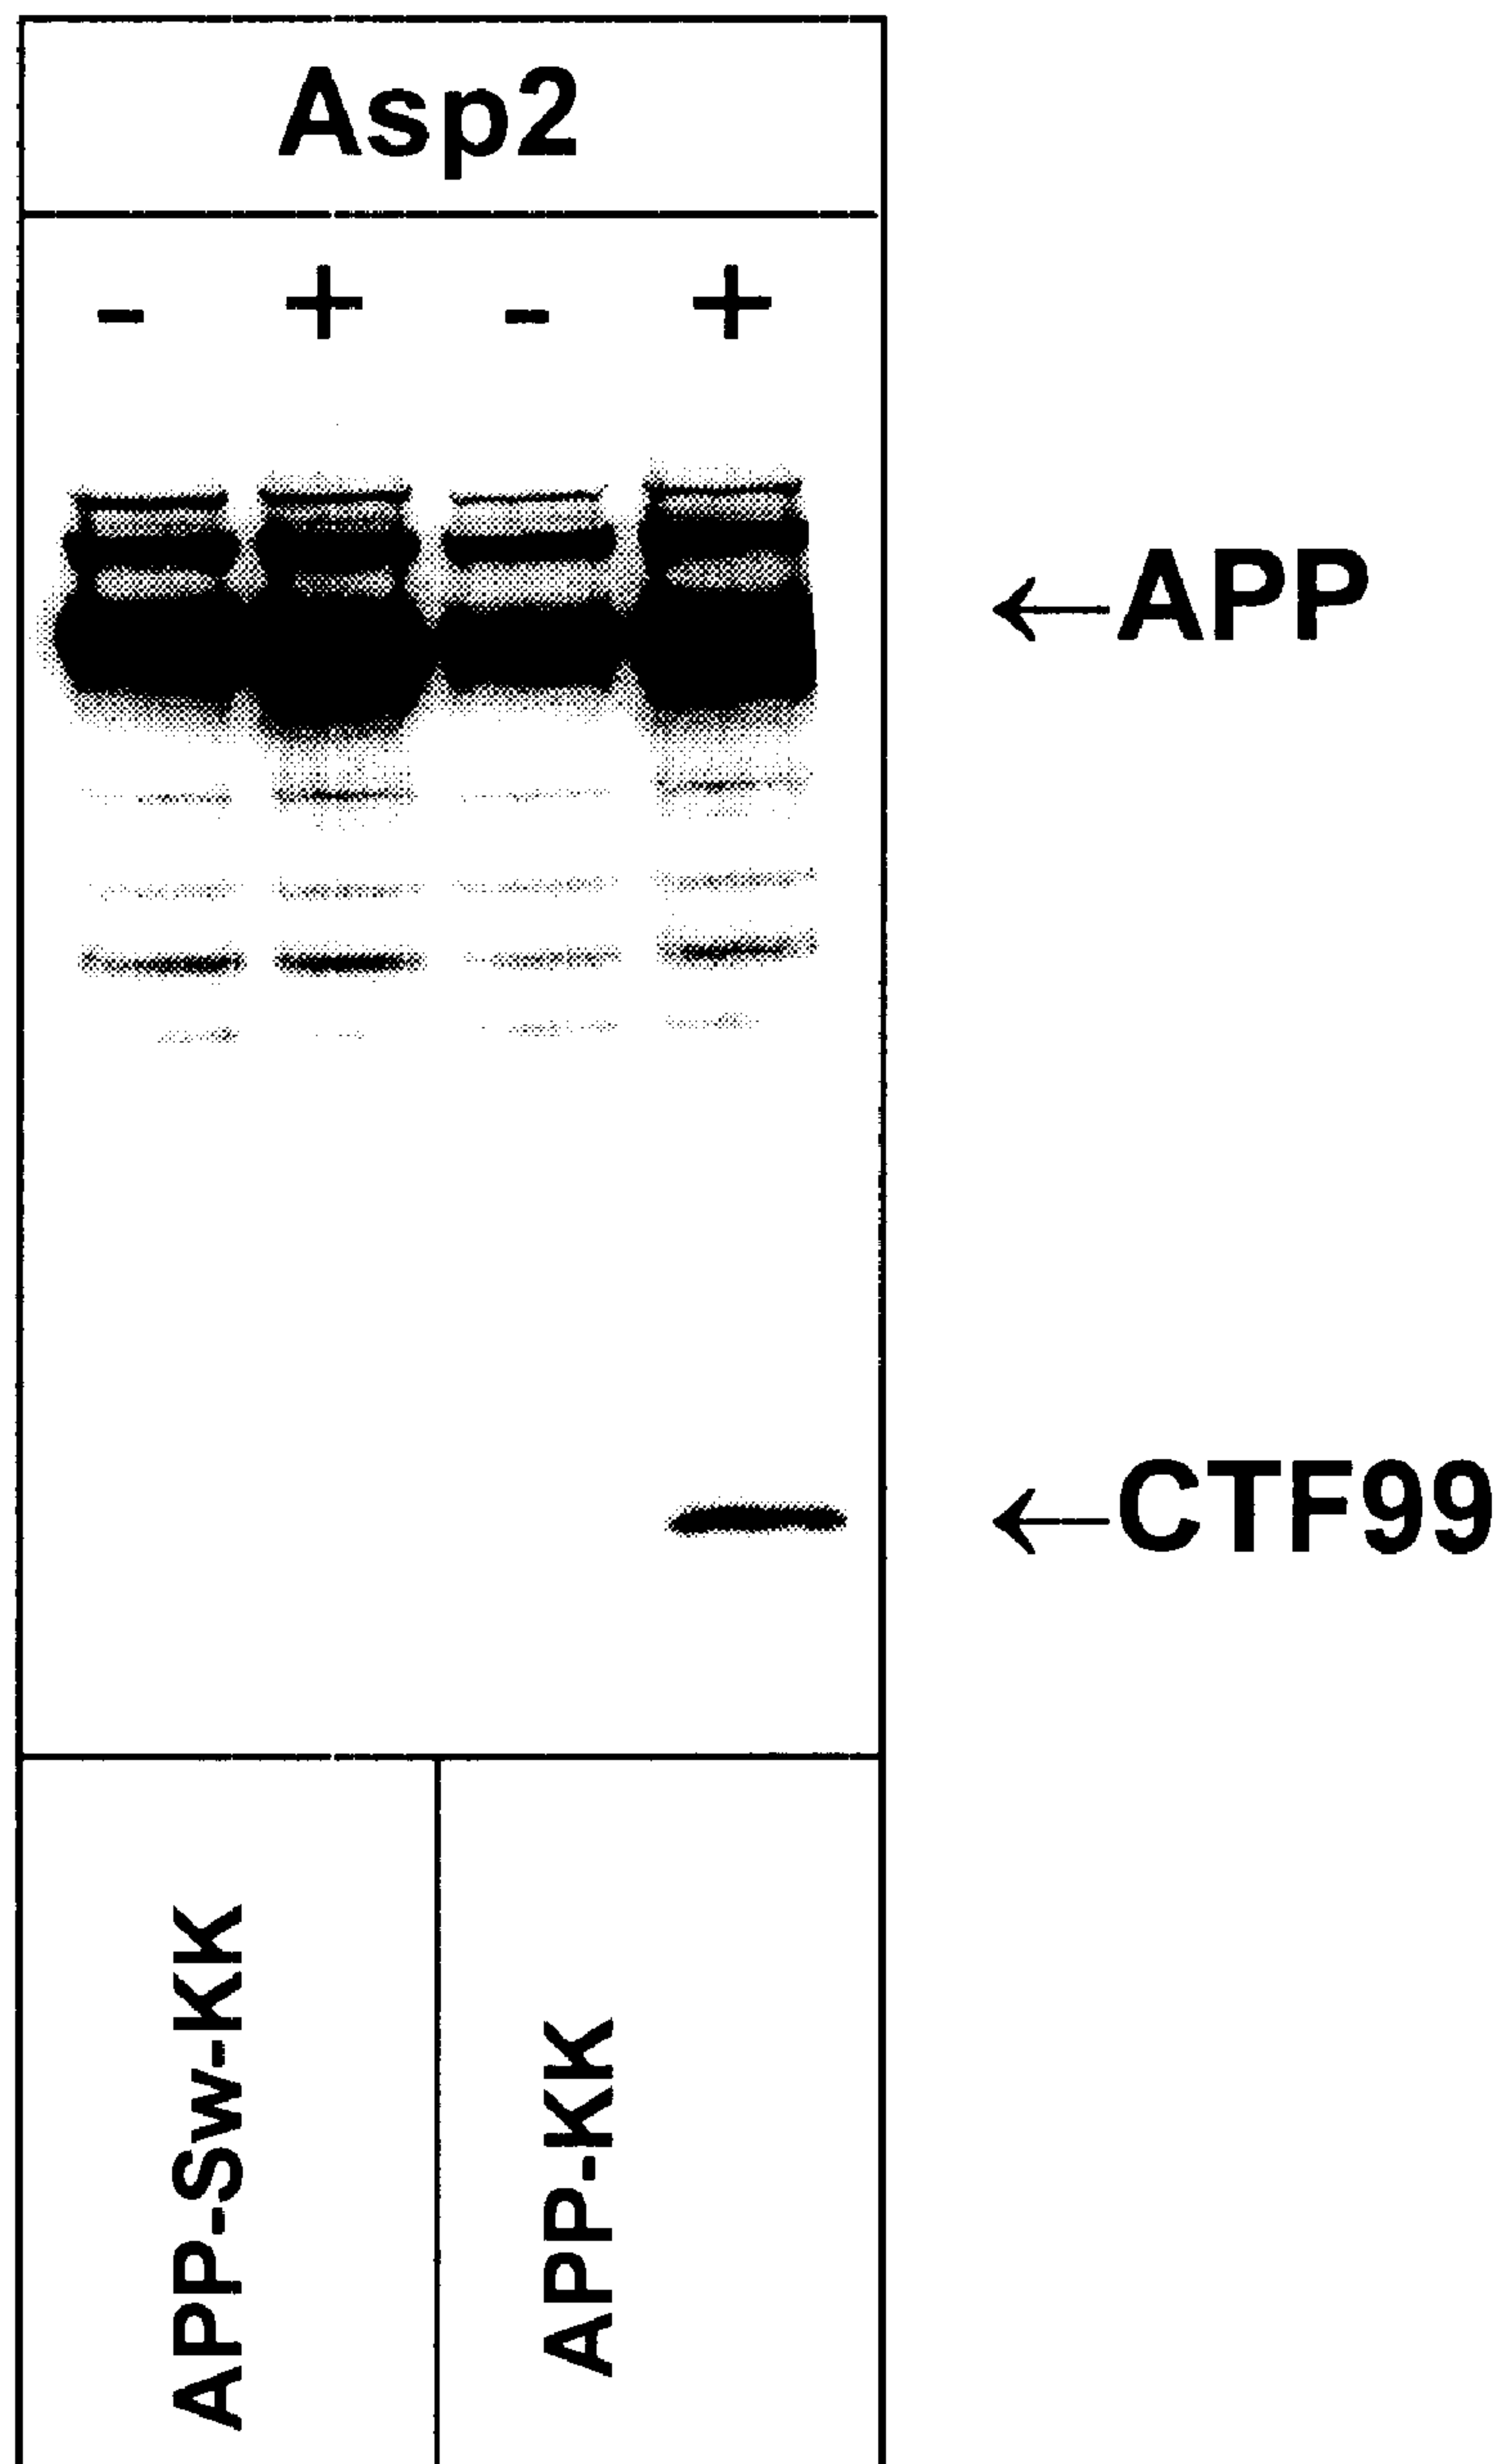 Asp2
- + - +
←APP
←CTF99
APP-Sw-KK
APP-KK